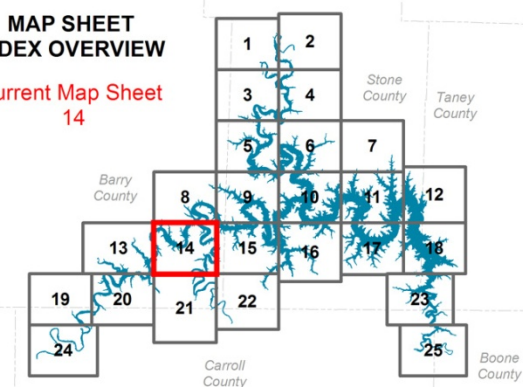 MAP SHEET
DEX OVERVIEW
urrent Map Sheet
14
1
2
Stone
County
Taney
County
3
4
5
6
7
Barry
County
8
9
10
11
12
13
14
15
16
17
18
19
20
21
22
23
24
25
Carroll
County
Boone
County